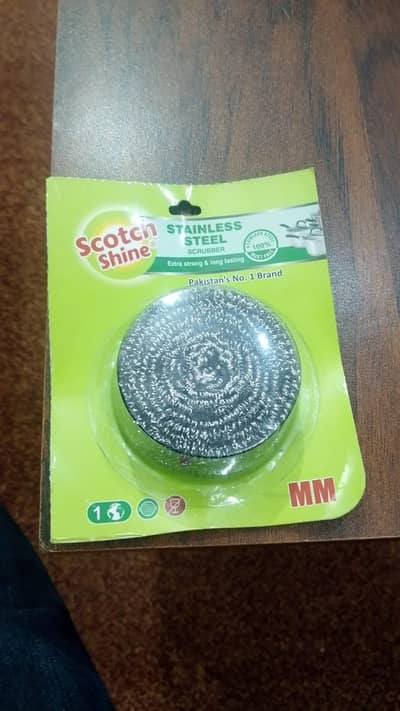 Scotch
Shine
STAINLESS
STEEL
SCRUBBER
Extra strong & long lasting
100%
Pakistan's No. 1 Brand
1
MM